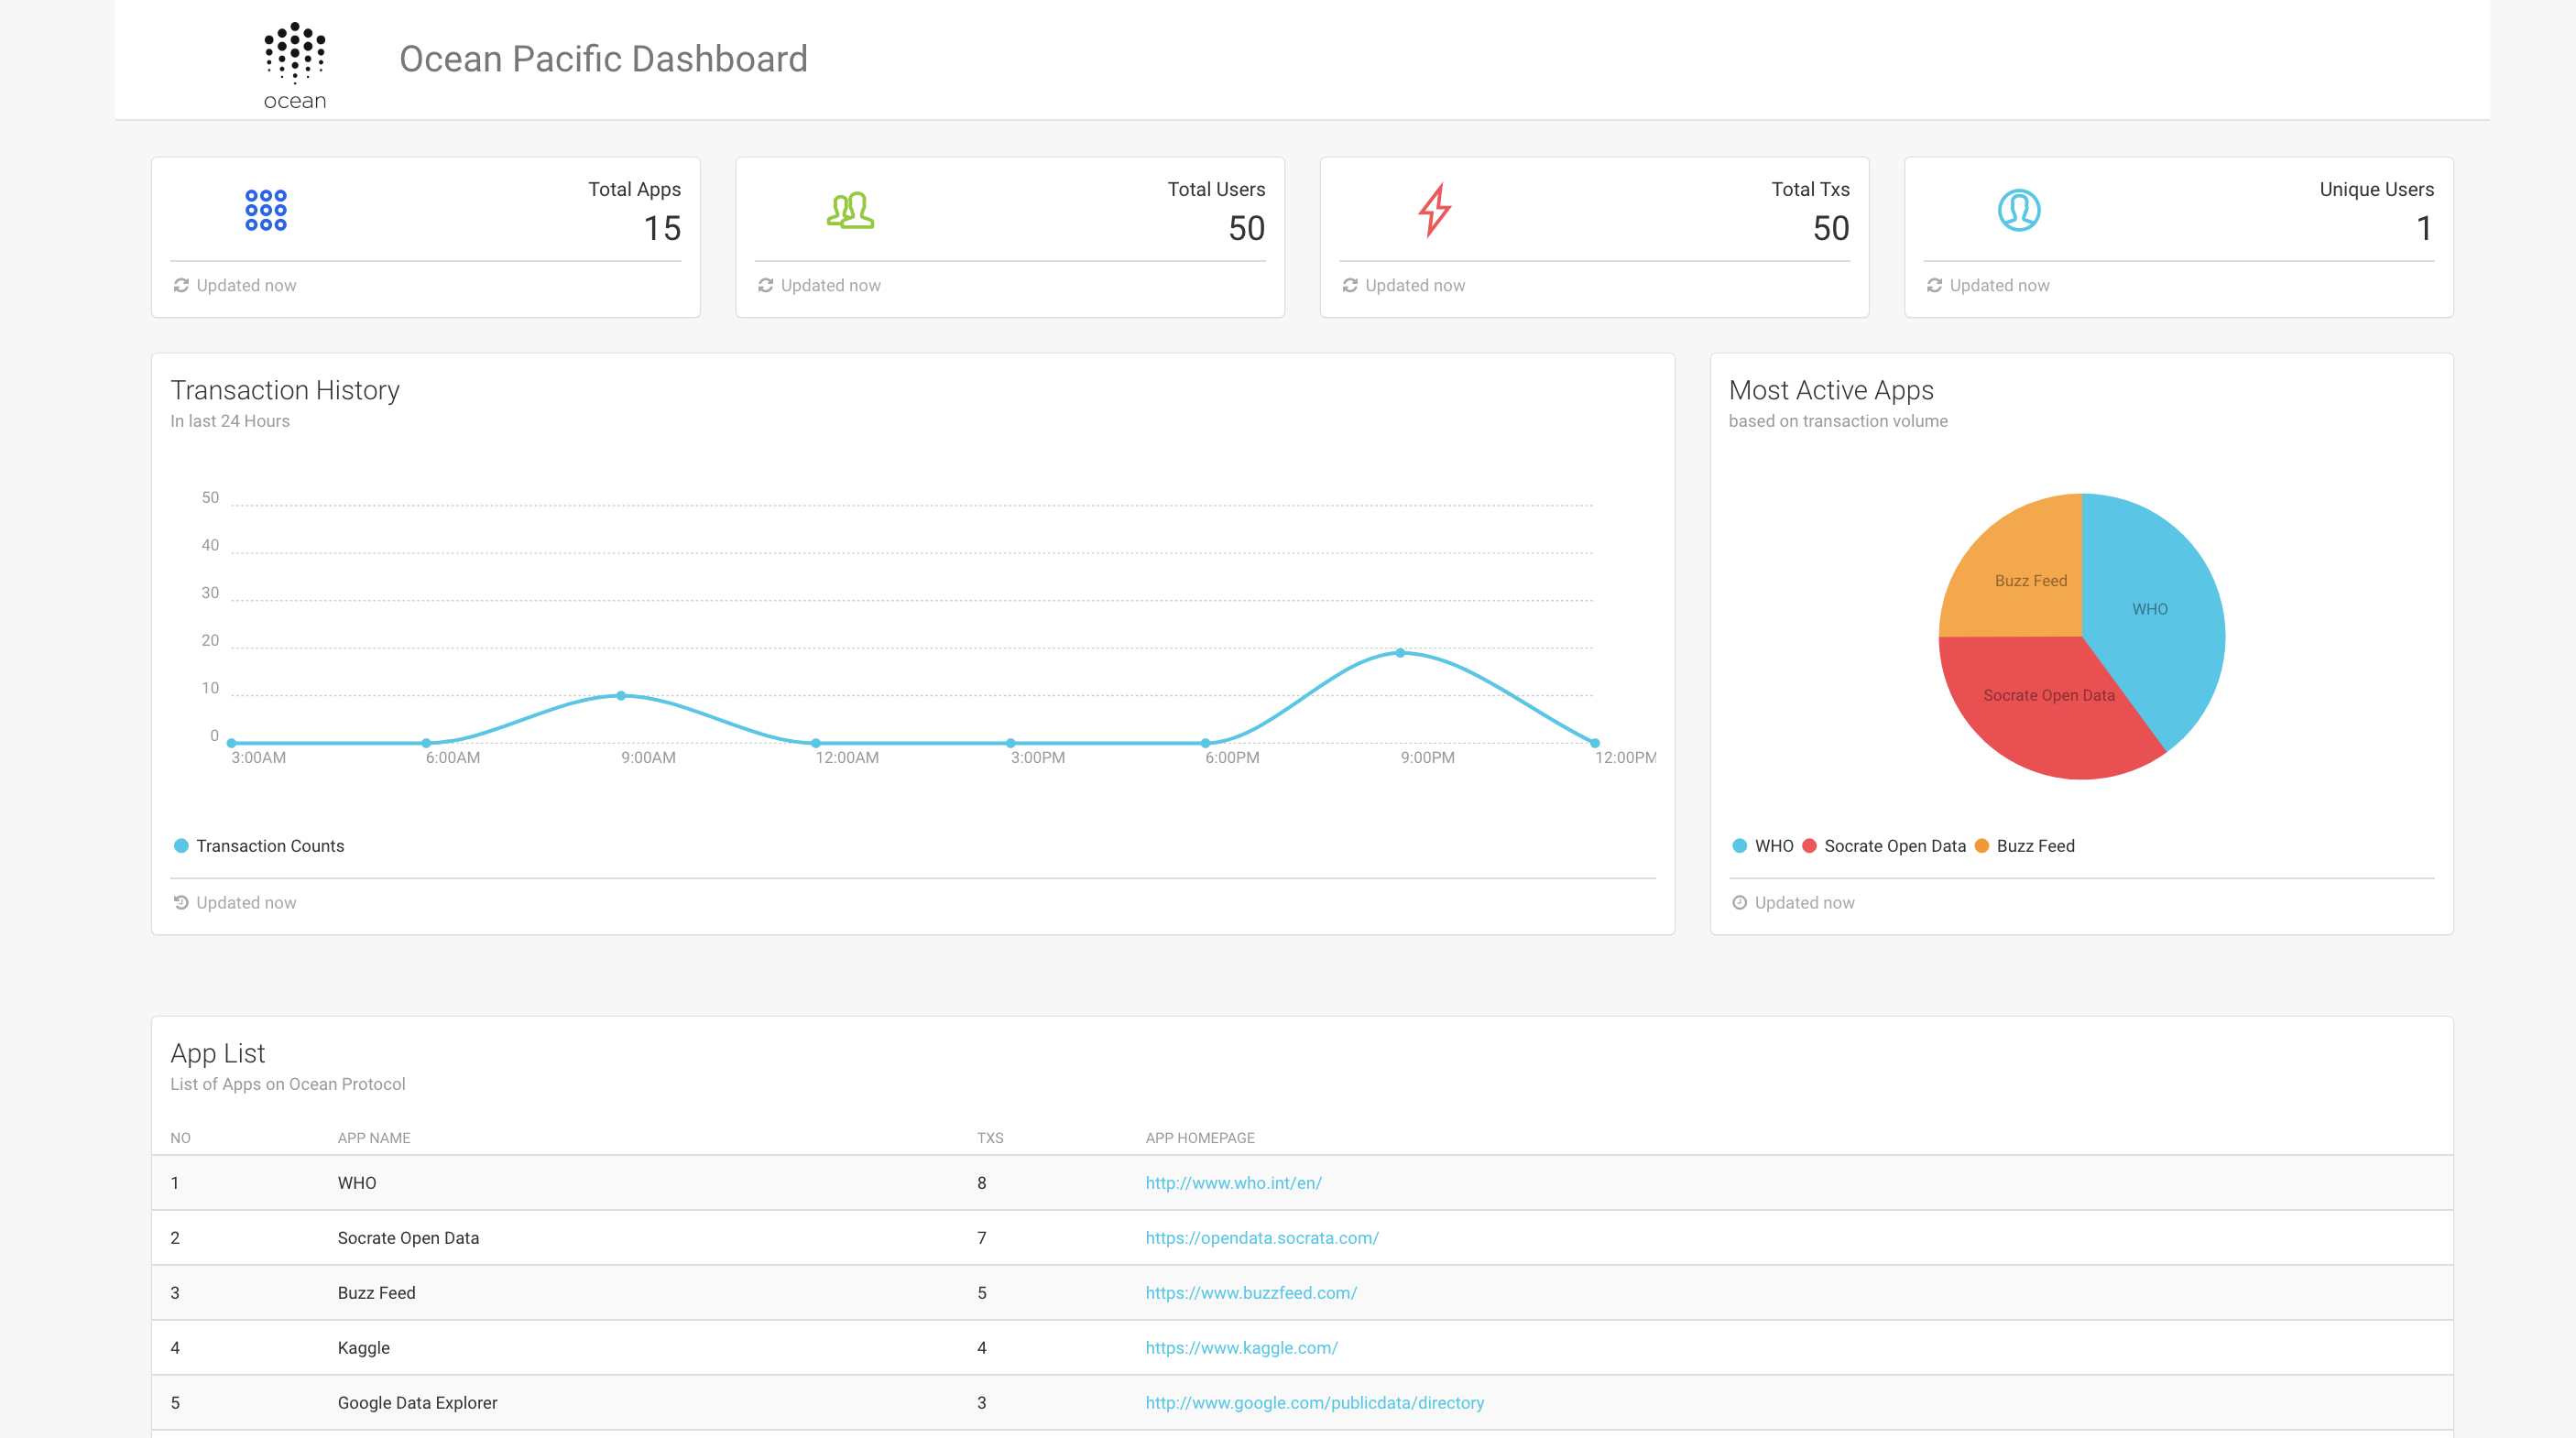 ocean
Ocean Pacific Dashboard
Total Apps
15
Updated now
Total Users
50
Updated now
Total Txs
50
Updated now
Unique Users
1
Updated now
Transaction History
In last 24 Hours
50
40
30
20
10
0
3:00AM 6:00AM 9:00AM 12:00AM 3:00PM 6:00PM 9:00PM 12:00PM
Transaction Counts
Updated now
Most Active Apps
based on transaction volume
Buzz Feed
WHO
Socrate Open Data
WHO Socrate Open Data Buzz Feed
Updated now
App List
List of Apps on Ocean Protocol
NO APP NAME TXS APP HOMEPAGE
1 WHO 8 http://www.who.int/en/
2 Socrate Open Data 7 https://opendata.socrata.com/
3 Buzz Feed 5 https://www.buzzfeed.com/
4 Kaggle 4 https://www.kaggle.com/
5 Google Data Explorer 3 http://www.google.com/publicdata/directory